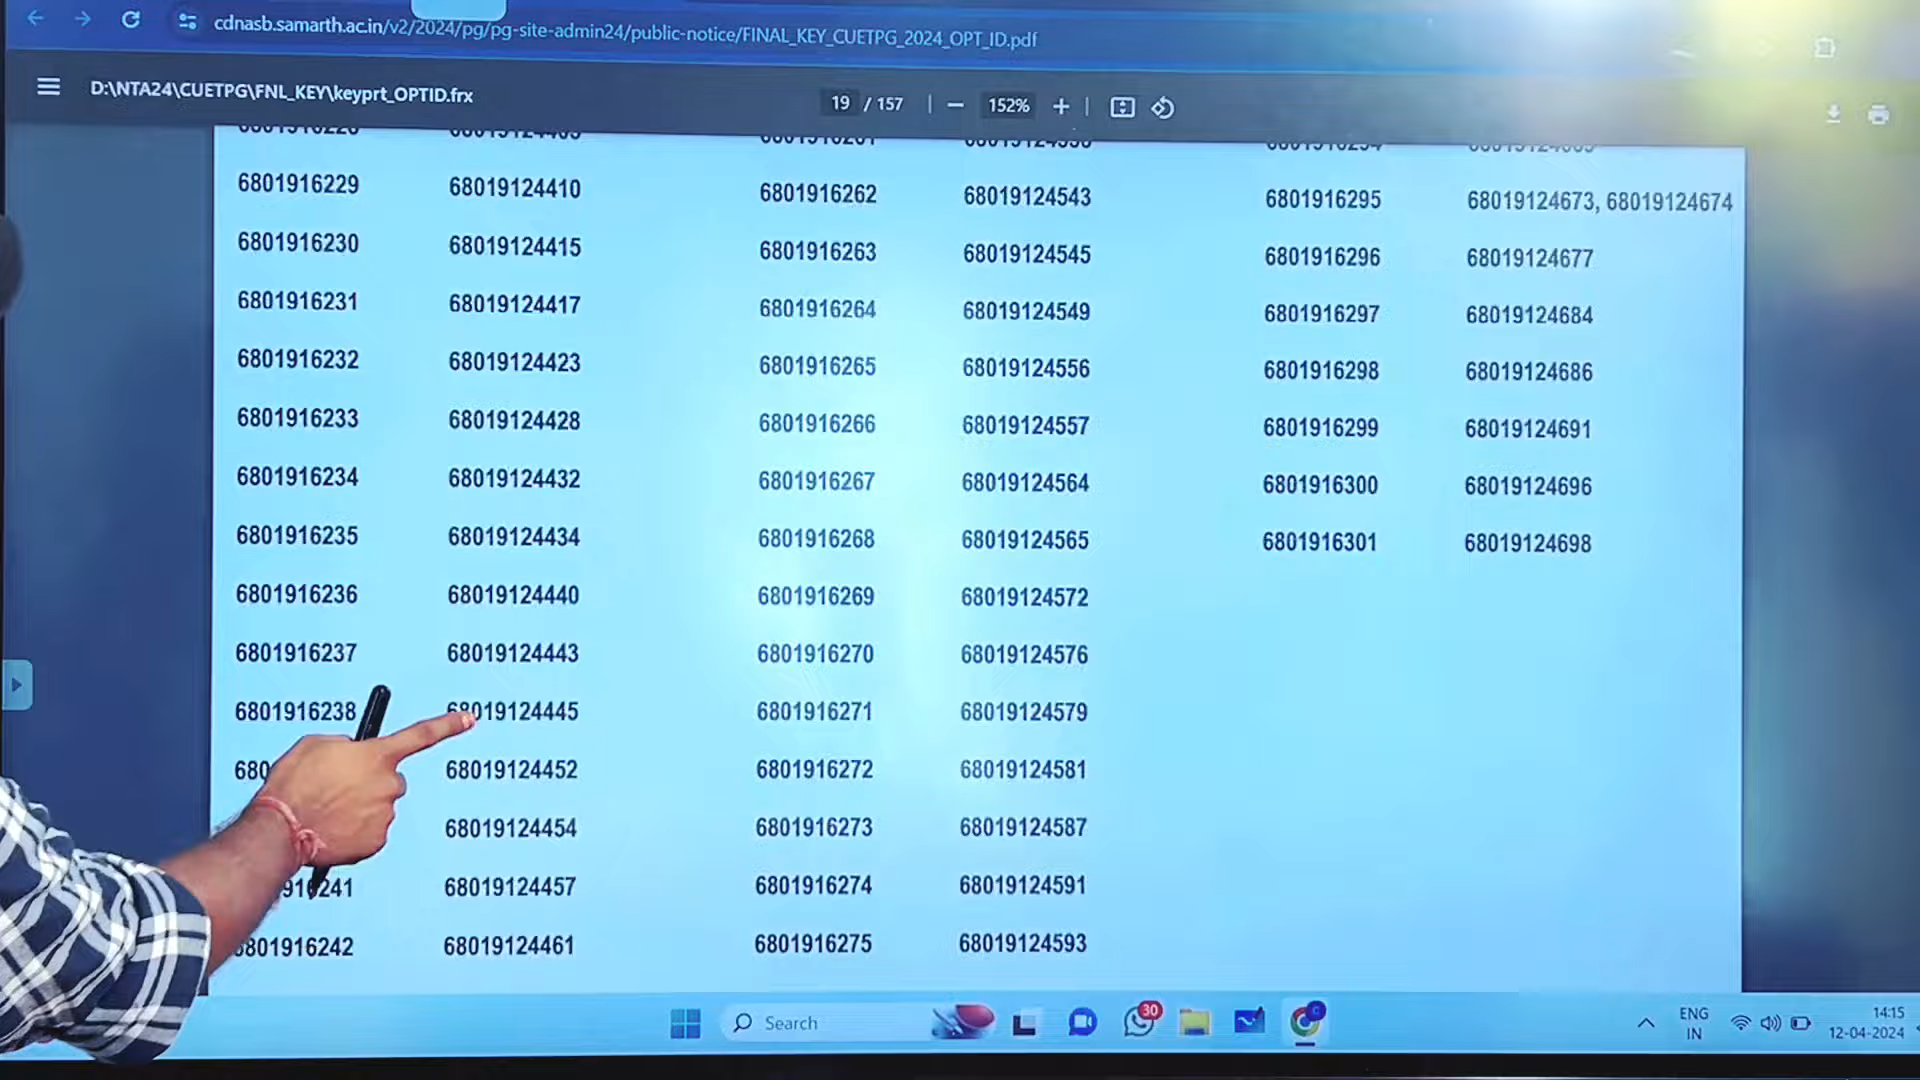 cdnasb.samarth.ac.in/v2/2024/pg/pg-site-admin24/public-notice/FINAL_KEY_CUETPG_2024_OPT_ID.pdf
D:\NTA24\CUETPG\FNL_KEY\keyprt_OPTID.frx 19 / 157 152%
6801916229 68019124410 6801916262 68019124543 6801916295 68019124673, 68019124674
6801916230 68019124415 6801916263 68019124545 6801916296 68019124677
6801916231 68019124417 6801916264 68019124549 6801916297 68019124684
6801916232 68019124423 6801916265 68019124556 6801916298 68019124686
6801916233 68019124428 6801916266 68019124557 6801916299 68019124691
6801916234 68019124432 6801916267 68019124564 6801916300 68019124696
6801916235 68019124434 6801916268 68019124565 6801916301 68019124698
6801916236 68019124440 6801916269 68019124572
6801916237 68019124443 6801916270 68019124576
6801916238 68019124445 6801916271 68019124579
680 68019124452 6801916272 68019124581
68019124454 6801916273 68019124587
916241 68019124457 6801916274 68019124591
6801916242 68019124461 6801916275 68019124593
Search 30 ENG 14:15
IN 12-04-2024